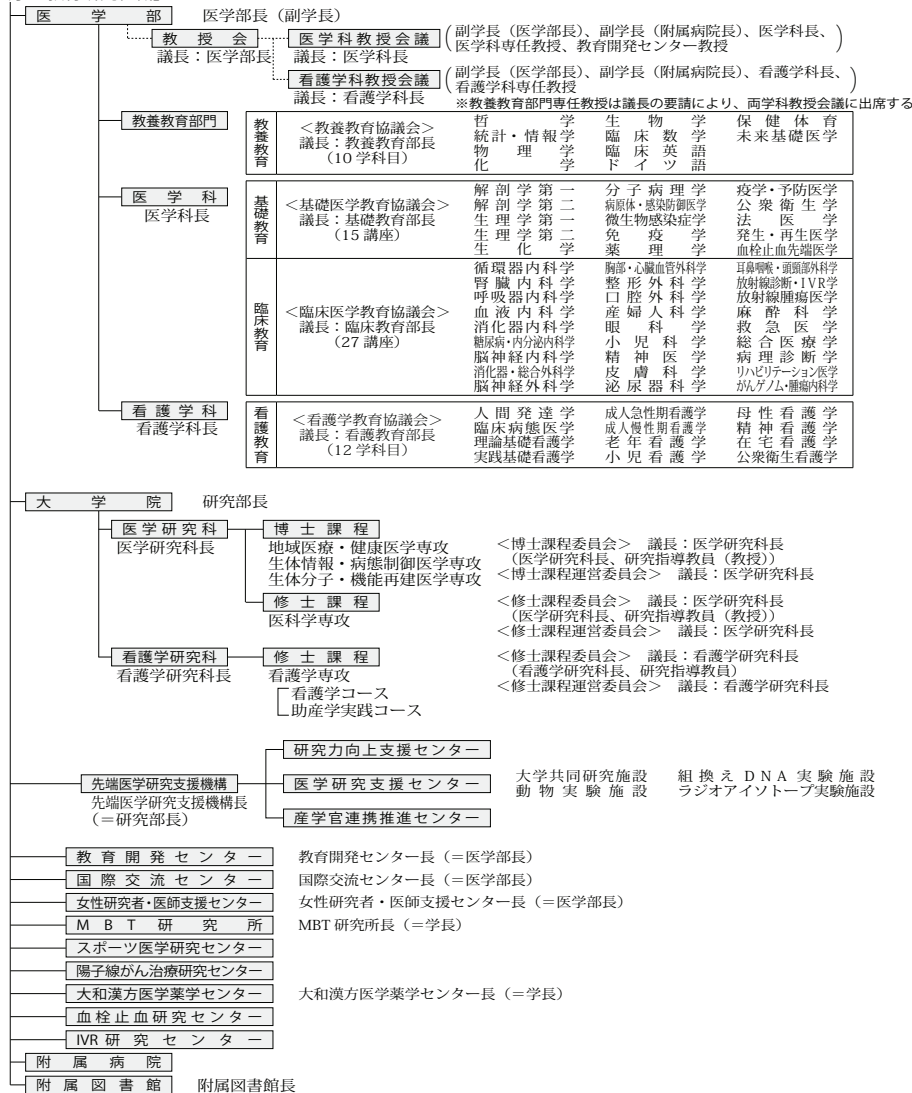 医学部 医学部長（副学長）
教授会 医学科教授会議 （副学長（医学部長）、副学長（附属病院長）、医学科長、
医学科専任教授、教育開発センター教授）
議長：医学部長 議長：医学科長
看護学科教授会議 （副学長（医学部長）、副学長（附属病院長）、看護学科長、
看護学科専任教授）
議長：看護学科長
※教養教育部門専任教授は議長の要請により、両学科教授会議に出席する
教養教育部門
教養教育
＜教養教育協議会＞
議長：教養教育部長
（10 学科目）
哲学 生物学 保健体育
統計・情報学 臨床数学 未来基礎医学
物理学 臨床英語
化学 ドイツ語
医学科
医学科長
基礎教育
＜基礎医学教育協議会＞
議長：基礎教育部長
（15 講座）
解剖学第一 分子病理学 疫学・予防医学
解剖学第二 病原体・感染防御医学 公衆衛生学
生理学第一 微生物感染症学 法医学
生理学第二 免疫学 発生・再生医学
生化学 薬理学 血栓止血先端医学
臨床教育
＜臨床医学教育協議会＞
議長：臨床教育部長
（27 講座）
循環器内科学 胸部・心臓血管外科学 耳鼻咽喉・頭頸部外科学
腎臓内科学 整形外科学 放射線診断・IVR学
呼吸器内科学 口腔外科学 放射線腫瘍医学
血液内科学 産婦人科学 麻酔科学
消化器内科学 眼科学 救急医学
糖尿病・内分泌内科学 小児科学 総合医療学
脳神経内科学 精神医学 病理診断学
消化器・総合外科学 皮膚科学 リハビリテーション医学
脳神経外科学 泌尿器科学 がんゲノム・腫瘍内科学
看護学科
看護学科長
看護教育
＜看護学教育協議会＞
議長：看護教育部長
（12 学科目）
人間発達学 成人急性期看護学 母性看護学
臨床病態医学 成人慢性期看護学 精神看護学
理論基礎看護学 老年看護学 在宅看護学
実践基礎看護学 小児看護学 公衆衛生看護学
大学院 研究部長
医学研究科 博士課程
医学研究科長
地域医療・健康医学専攻
生体情報・病態制御医学専攻
生体分子・機能再建医学専攻
＜博士課程委員会＞ 議長：医学研究科長
（医学研究科長、研究指導教員（教授））
＜博士課程運営委員会＞ 議長：医学研究科長
修士課程
医科学専攻
＜修士課程委員会＞ 議長：医学研究科長
（医学研究科長、研究指導教員（教授））
＜修士課程運営委員会＞ 議長：医学研究科長
看護学研究科 修士課程
看護学研究科長 看護学専攻
看護学コース
助産学実践コース
＜修士課程委員会＞ 議長：看護学研究科長
（看護学研究科長、研究指導教員）
＜修士課程運営委員会＞ 議長：看護学研究科長
研究力向上支援センター
先端医学研究支援機構 医学研究支援センター
先端医学研究支援機構長
（＝研究部長）
大学共同研究施設 組換えDNA実験施設
動物実験施設 ラジオアイソトープ実験施設
産学官連携推進センター
教育開発センター 教育開発センター長（＝医学部長）
国際交流センター 国際交流センター長（＝医学部長）
女性研究者・医師支援センター 女性研究者・医師支援センター長（＝医学部長）
MBT研究所 MBT 研究所長（＝学長）
スポーツ医学研究センター
陽子線がん治療研究センター
大和漢方医学薬学センター 大和漢方医学薬学センター長（＝学長）
血栓止血研究センター
IVR研究センター
附属病院
附属図書館 附属図書館長